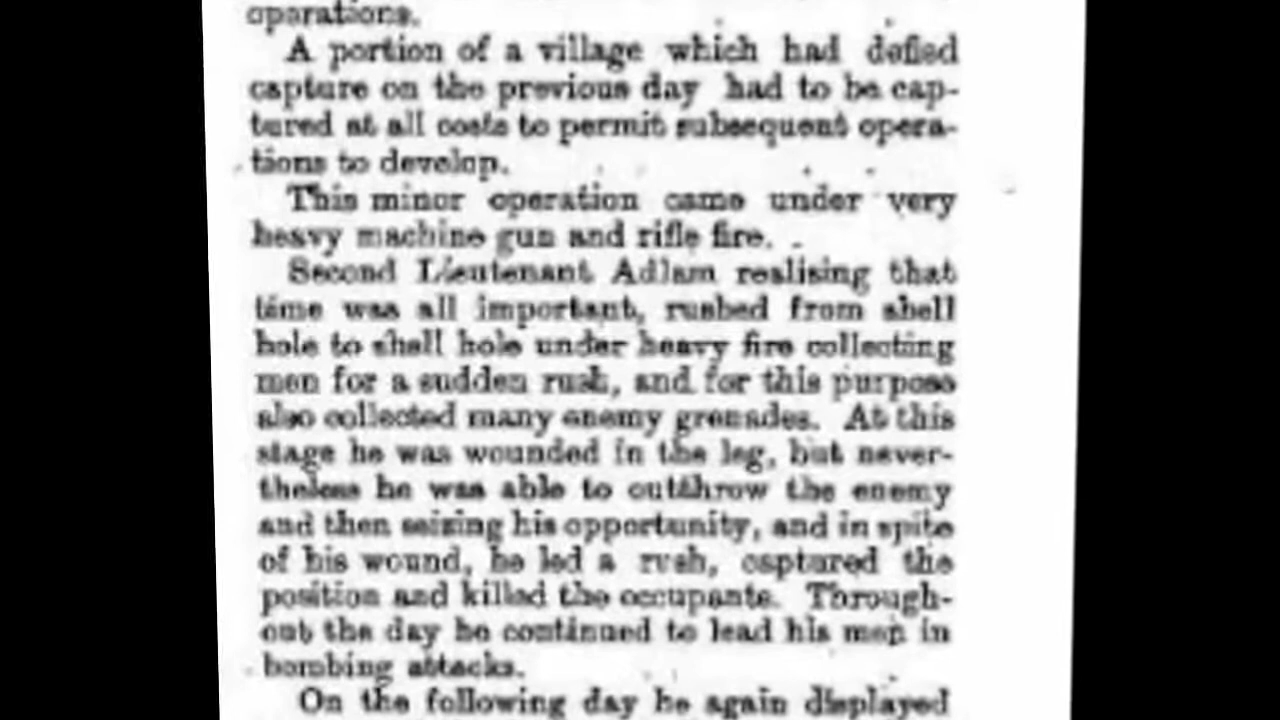 operations.
A portion of a village which had defied
capture on the previous day had to be cap-
tured at all costs to permit subsequent opera-
tions to develop.
This minor operation came under very
heavy machine gun and rifle fire.
Second Lieutenant Adlam realising that
time was all important, rushed from shell
hole to shell hole under heavy fire collecting
men for a sudden rush, and for this purpose
also collected many enemy grenades. At this
stage he was wounded in the leg, but never-
theless he was able to outthrow the enemy
and then seizing his opportunity, and in spite
of his wound, he led a rush, captured the
position and killed the occupants. Through-
out the day he continued to lead his men in
bombing attacks.
On the following day he again displayed